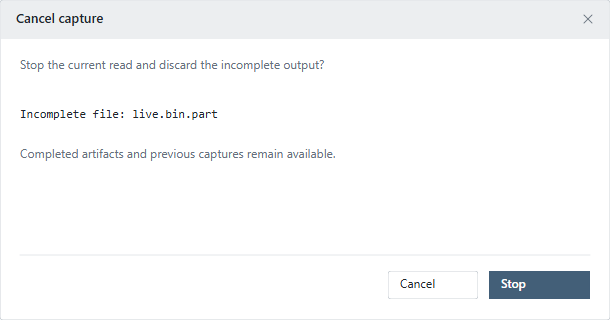 Cancel capture
Stop the current read and discard the incomplete output?
Incomplete file: live.bin.part
Completed artifacts and previous captures remain available.
Cancel
Stop